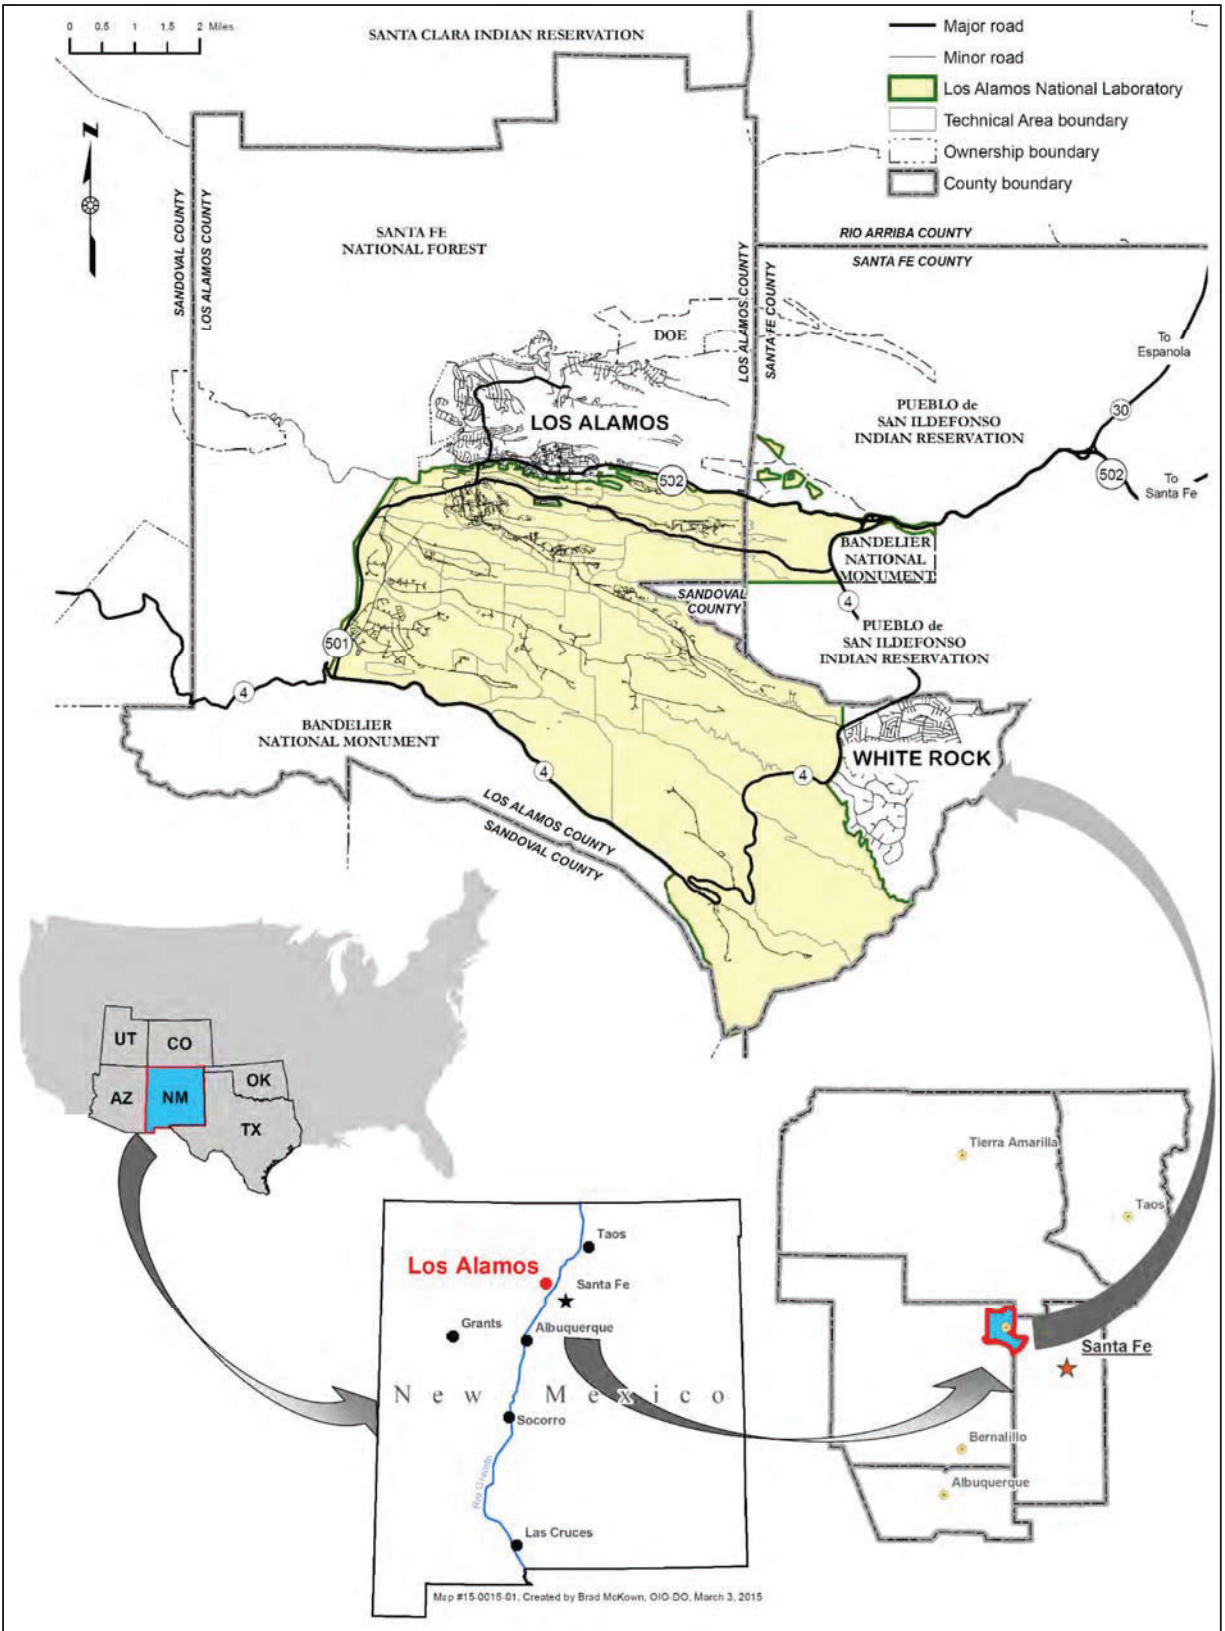 0 0.5 1 1.5 2 Miles
SANTA CLARA INDIAN RESERVATION
Major road
Minor road
Los Alamos National Laboratory
Technical Area boundary
Ownership boundary
County boundary
N
SANDOVAL COUNTY
LOS ALAMOS COUNTY
SANTA FE
NATIONAL FOREST
LOS ALAMOS COUNTY
SANTA FE COUNTY
RIO ARRIBA COUNTY
SANTA FE COUNTY
DOE
To
Espanola
LOS ALAMOS
PUEBLO de
SAN ILDEFONSO
INDIAN RESERVATION
30
502
502
To
Santa Fe
BANDELIER
NATIONAL
MONUMENT
SANDOVAL
COUNTY
4
PUEBLO de
SAN ILDEFONSO
INDIAN RESERVATION
501
4
BANDELIER
NATIONAL MONUMENT
WHITE ROCK
4
4
LOS ALAMOS COUNTY
SANDOVAL COUNTY
UT
CO
AZ
NM
OK
TX
Tierra Amarilla
Taos
Santa Fe
Bernalillo
Albuquerque
Taos
Los Alamos
Santa Fe
Grants
Albuquerque
New Mexico
Socorro
Rio Grande
Las Cruces
Map #15-0015-01, Created by Brad McKown, OIO-DO, March 3, 2015